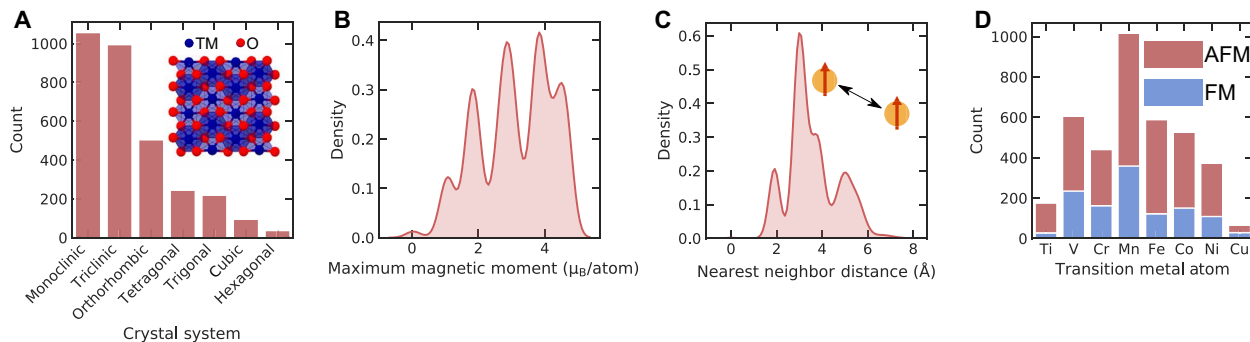 A
Count
1000
800
600
400
200
0
TM
O
Monoclinic
Triclinic
Orthorhombic
Tetragonal
Trigonal
Cubic
Hexagonal
Crystal system
B
Density
0.4
0.3
0.2
0.1
0.0
0
2
4
Maximum magnetic moment (μB/atom)
C
Density
0.6
0.5
0.4
0.3
0.2
0.1
0.0
0
2
4
6
8
Nearest neighbor distance (Å)
D
Count
1000
800
600
400
200
0
AFM
FM
Ti V Cr Mn Fe Co Ni Cu
Transition metal atom